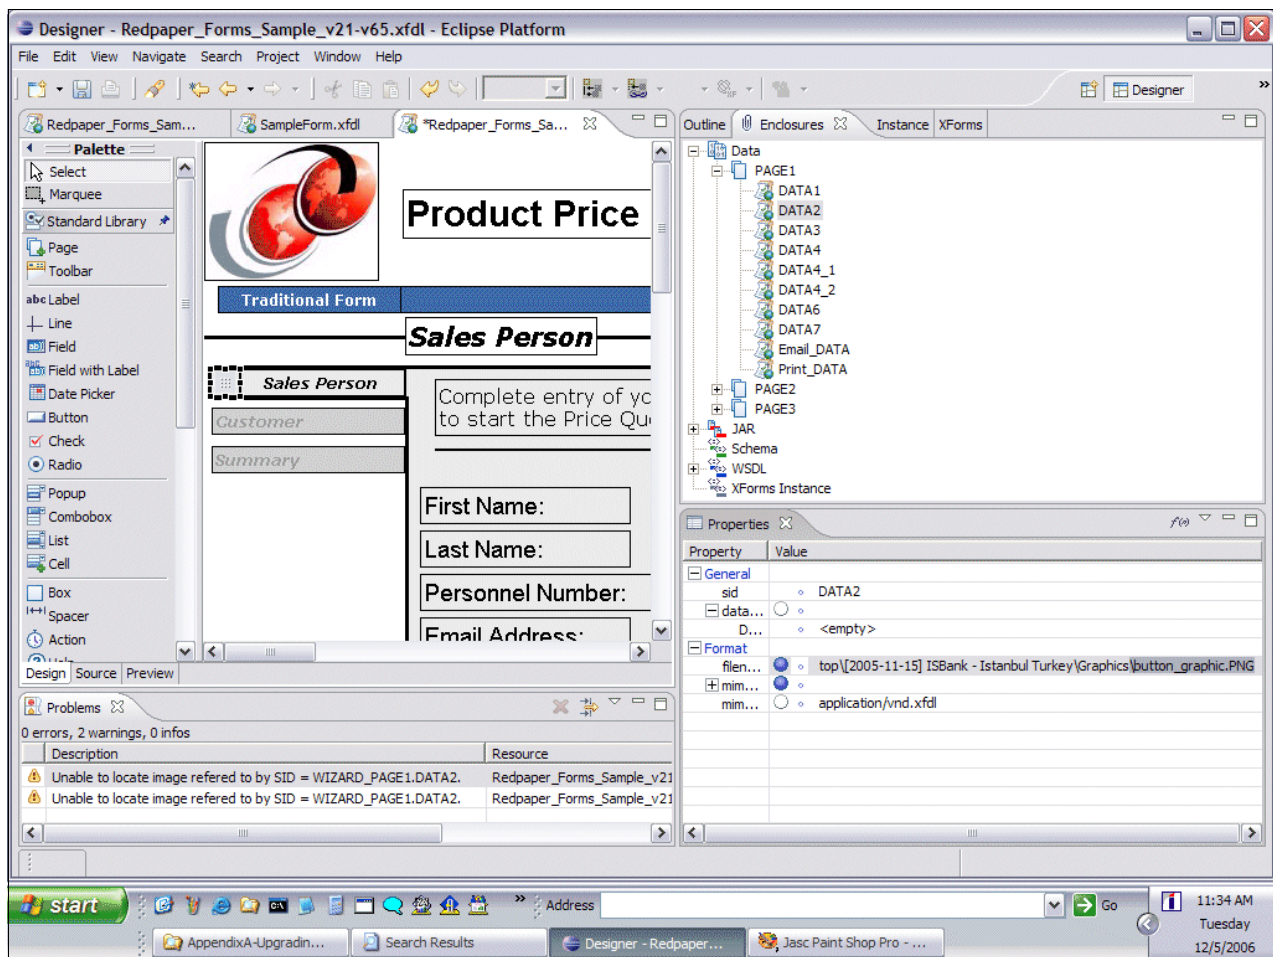 Designer - Redpaper_Forms_Sample_v21-v65.xfdl - Eclipse Platform
File Edit View Navigate Search Project Window Help
Designer
Redpaper_Forms_Sam...
SampleForm.xfdl
*Redpaper_Forms_Sa...
Palette
Select
Marquee
Standard Library
Page
Toolbar
abc Label
Line
Field
Field with Label
Date Picker
Button
Check
Radio
Popup
Combobox
List
Cell
Box
Spacer
Action
Design Source Preview
Product Price
Traditional Form
Sales Person
Sales Person
Customer
Summary
Complete entry of yo
to start the Price Qu
First Name:
Last Name:
Personnel Number:
Email Address:
Outline Enclosures Instance XForms
Data
PAGE1
DATA1
DATA2
DATA3
DATA4
DATA4_1
DATA4_2
DATA6
DATA7
Email_DATA
Print_DATA
PAGE2
PAGE3
JAR
Schema
WSDL
XForms Instance
Properties
Property Value
General
sid DATA2
data...
D... <empty>
Format
filen... top\[2005-11-15] ISBank - Istanbul Turkey\Graphics\button_graphic.PNG
mim...
mim... application/vnd.xfdl
Problems
0 errors, 2 warnings, 0 infos
Description Resource
Unable to locate image refered to by SID = WIZARD_PAGE1.DATA2. Redpaper_Forms_Sample_v21
Unable to locate image refered to by SID = WIZARD_PAGE1.DATA2. Redpaper_Forms_Sample_v21
start
Address
Go
11:34 AM
Tuesday
12/5/2006
AppendixA-Upgradin...
Search Results
Designer - Redpaper...
Jasc Paint Shop Pro - ...